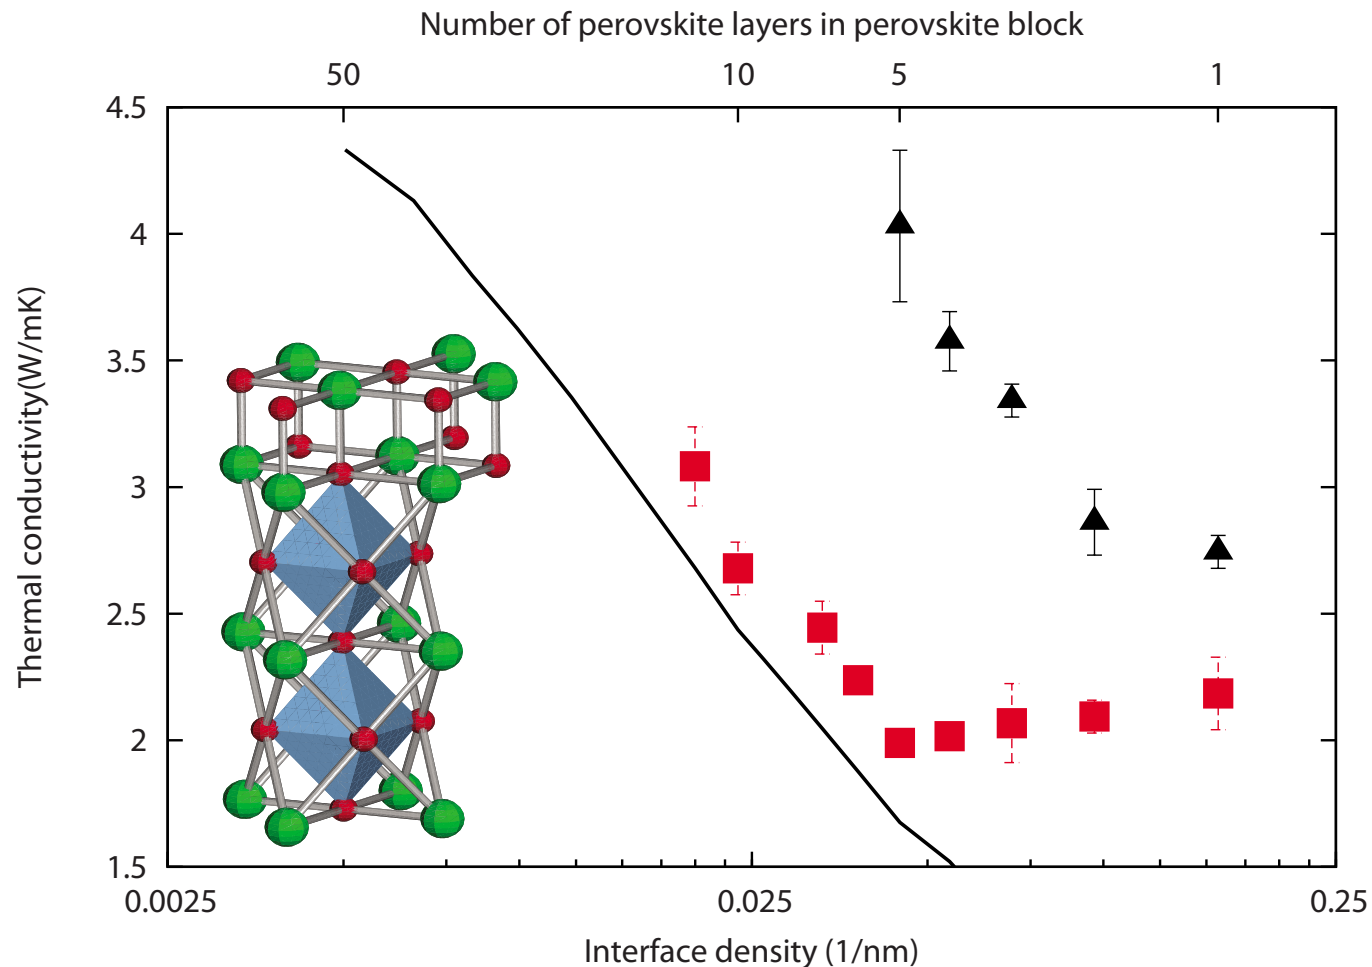 Number of perovskite layers in perovskite block
50 10 5 1
4.5
4
3.5
3
2.5
2
1.5
Thermal conductivity(W/mK)
0.0025 0.025 0.25
Interface density (1/nm)